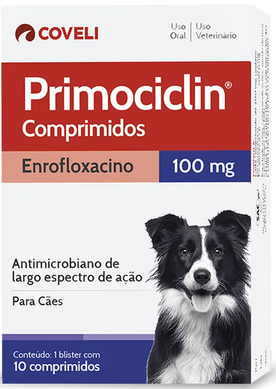 COVELI
Uso Oral
Uso Veterinário
Primociclin®
Comprimidos
Enrofloxacino
100 mg
Antimicrobiano de
largo espectro de ação
Para Cães
Conteúdo: 1 blister com
10 comprimidos